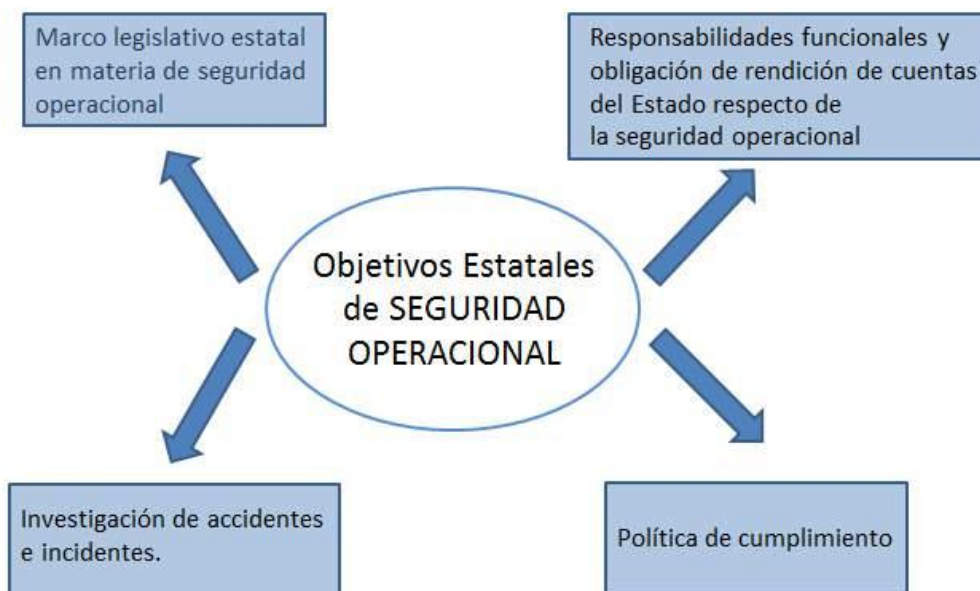 Marco legislativo estatal
en materia de seguridad
operacional
Responsabilidades funcionales y
obligación de rendición de cuentas
del Estado respecto de
la seguridad operacional
Objetivos Estatales
de SEGURIDAD
OPERACIONAL
Investigación de accidentes
e incidentes.
Política de cumplimiento